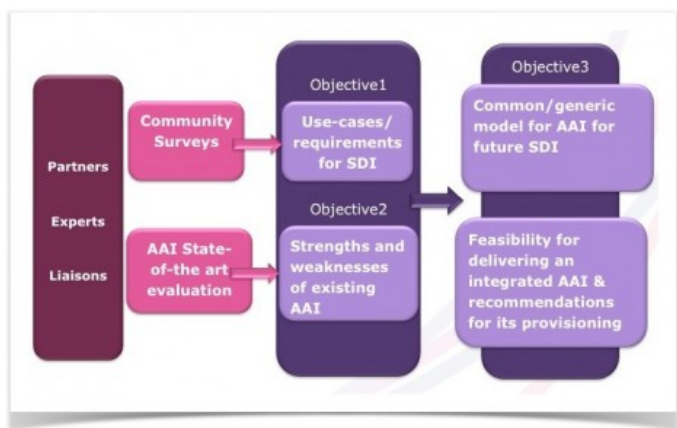 Partners
Experts
Liaisons
Community
Surveys
AAI State-
of-the art
evaluation
Objective1
Use-cases/
requirements
for SDI
Objective2
Strengths and
weaknesses
of existing
AAI
Objective3
Common/generic
model for AAI for
future SDI
Feasibility for
delivering an
integrated AAI &
recommendations
for its provisioning